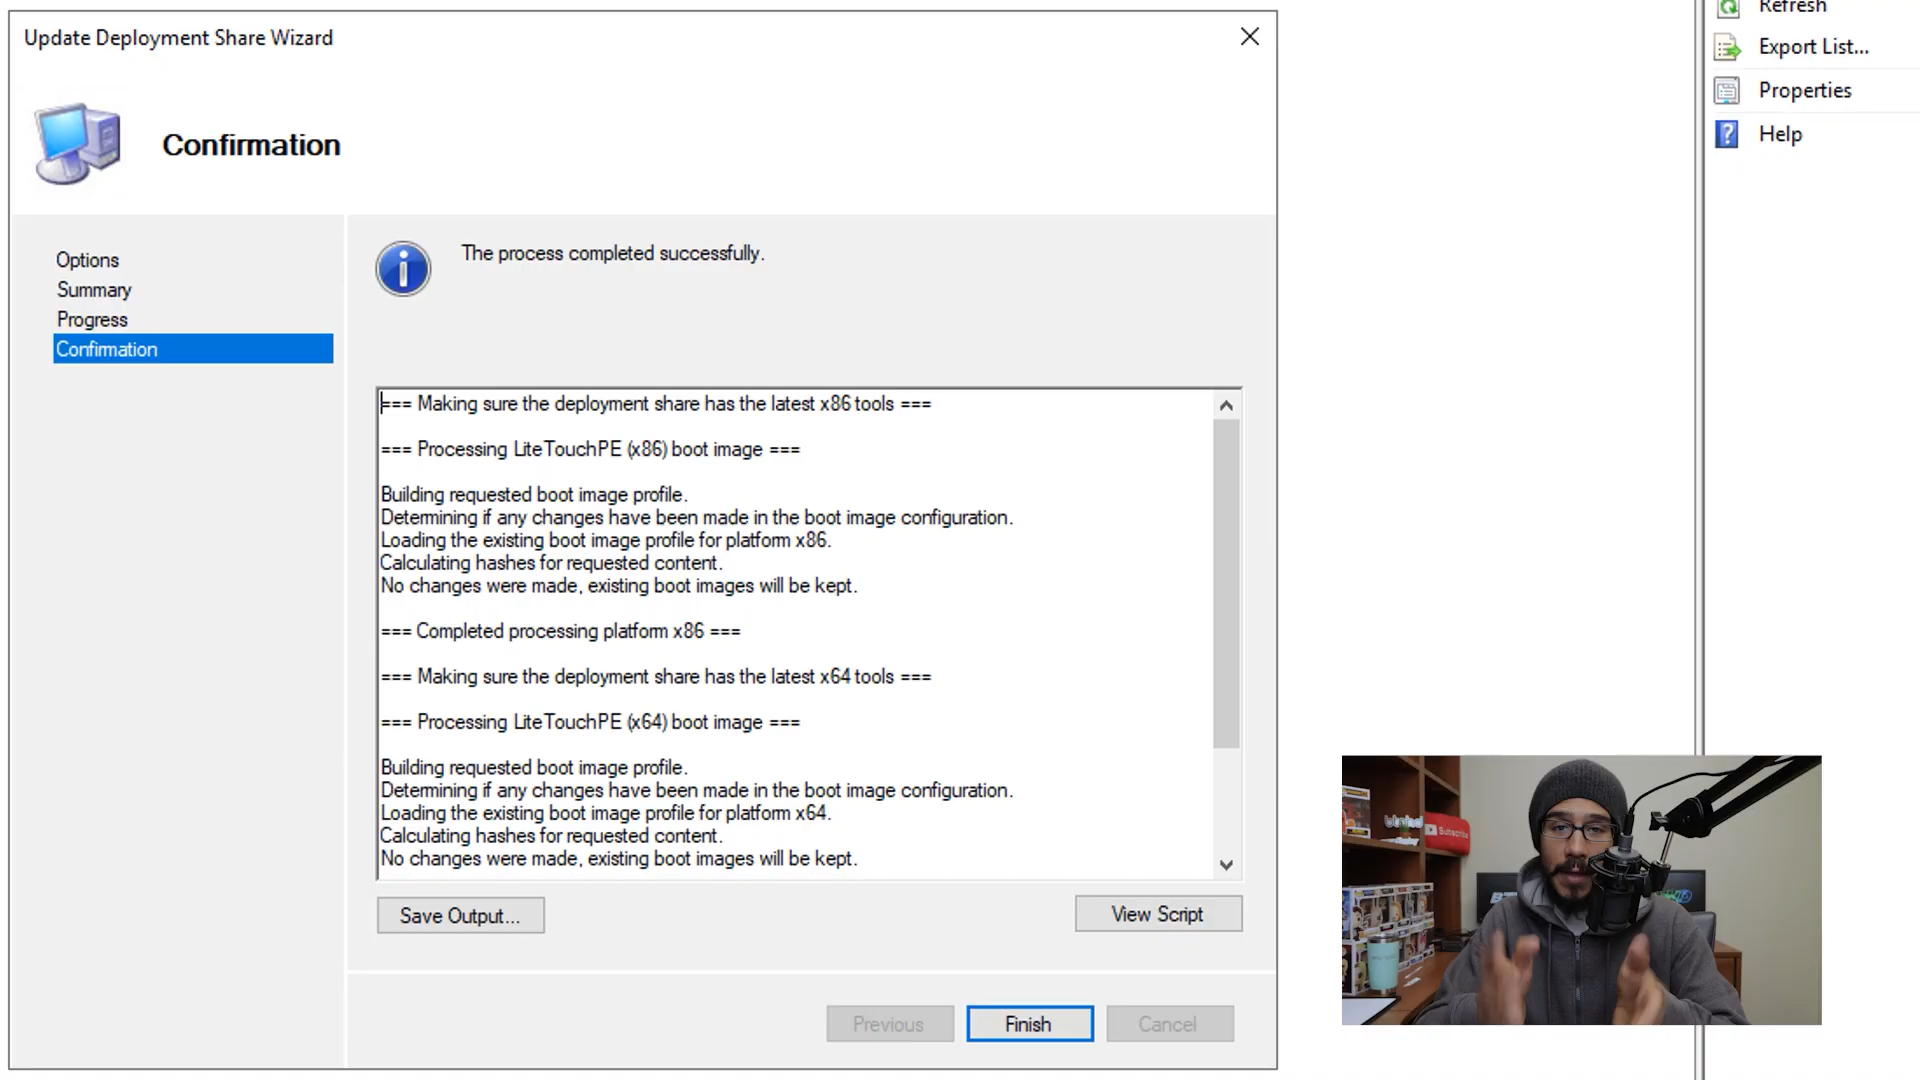 Update Deployment Share Wizard
Confirmation
Options
Summary
Progress
Confirmation
The process completed successfully.
=== Making sure the deployment share has the latest x86 tools ===
=== Processing LiteTouchPE (x86) boot image ===
Building requested boot image profile.
Determining if any changes have been made in the boot image configuration.
Loading the existing boot image profile for platform x86.
Calculating hashes for requested content.
No changes were made, existing boot images will be kept.
=== Completed processing platform x86 ===
=== Making sure the deployment share has the latest x64 tools ===
=== Processing LiteTouchPE (x64) boot image ===
Building requested boot image profile.
Determining if any changes have been made in the boot image configuration.
Loading the existing boot image profile for platform x64.
Calculating hashes for requested content.
No changes were made, existing boot images will be kept.
Save Output...
View Script
Previous
Finish
Cancel
Refresh
Export List...
Properties
Help
Subscribe